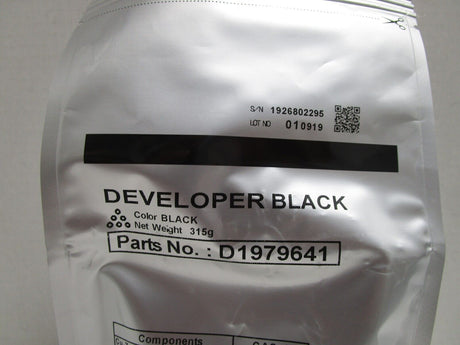 S/N 1926802295
LOT NO 010919
DEVELOPER BLACK
Color BLACK
Net Weight 315g
Parts No. : D1979641
Components